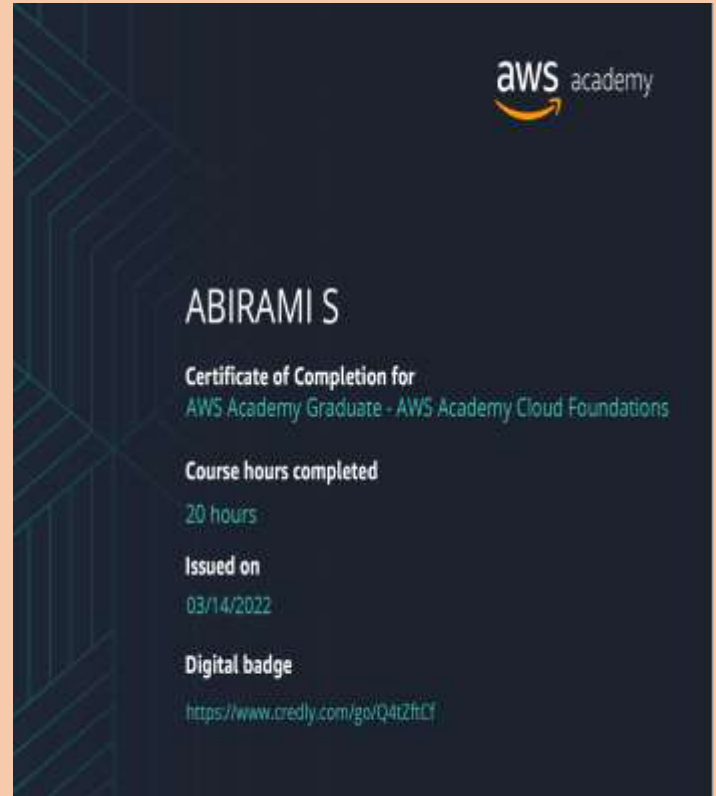 aws academy
ABIRAMI S
Certificate of Completion for
AWS Academy Graduate - AWS Academy Cloud Foundations
Course hours completed
20 hours
Issued on
03/14/2022
Digital badge
https://www.credly.com/go/Q4tZftCf